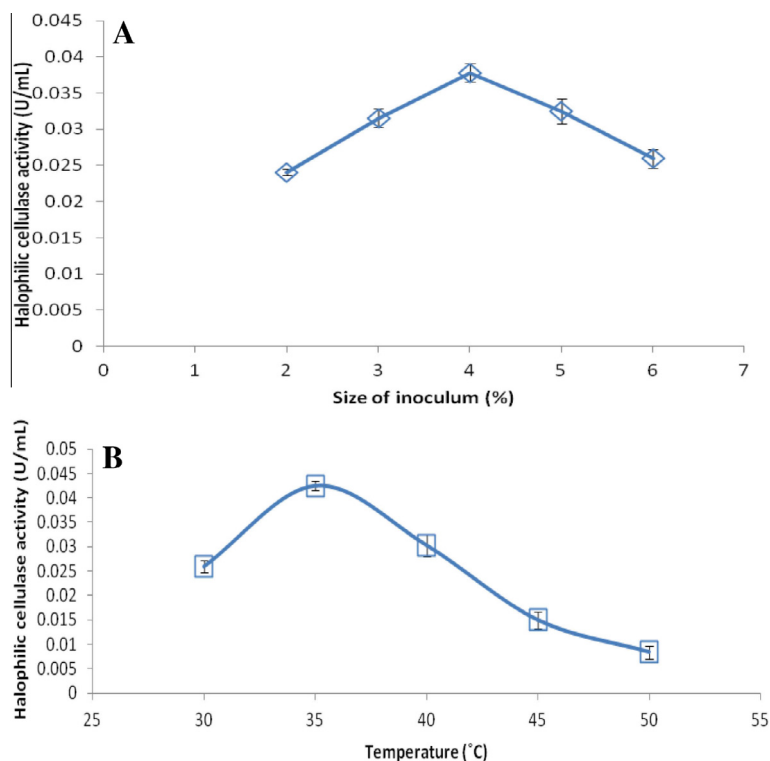 A
Halophilic cellulase activity (U/mL)
0.045
0.04
0.035
0.03
0.025
0.02
0.015
0.01
0.005
0
0 1 2 3 4 5 6 7
Size of inoculum (%)
B
Halophilic cellulase activity (U/mL)
0.05
0.045
0.04
0.035
0.03
0.025
0.02
0.015
0.01
0.005
0
25 30 35 40 45 50 55
Temperature (˚C)